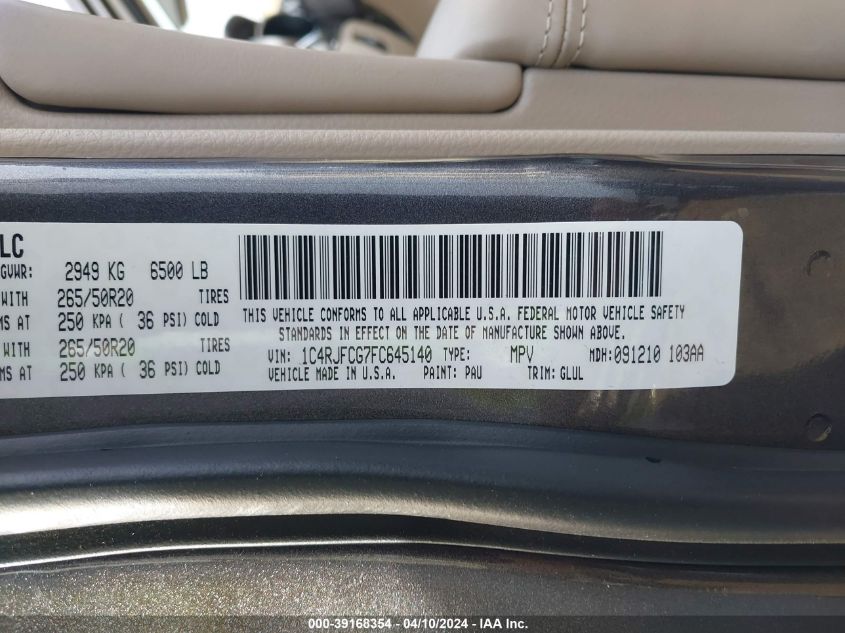 LC
GVWR: 2949 KG 6500 LB
WITH 265/50R20 TIRES
MS AT 250 KPA ( 36 PSI) COLD
WITH 265/50R20 TIRES
MS AT 250 KPA ( 36 PSI) COLD
THIS VEHICLE CONFORMS TO ALL APPLICABLE U.S.A. FEDERAL MOTOR VEHICLE SAFETY
STANDARDS IN EFFECT ON THE DATE OF MANUFACTURE SHOWN ABOVE.
VIN: 1C4RJFCG7FC645140 TYPE: MPV MDH:091210 103AA
VEHICLE MADE IN U.S.A. PAINT: PAU TRIM: GLUL
000-39168354 - 04/10/2024 - IAA Inc.